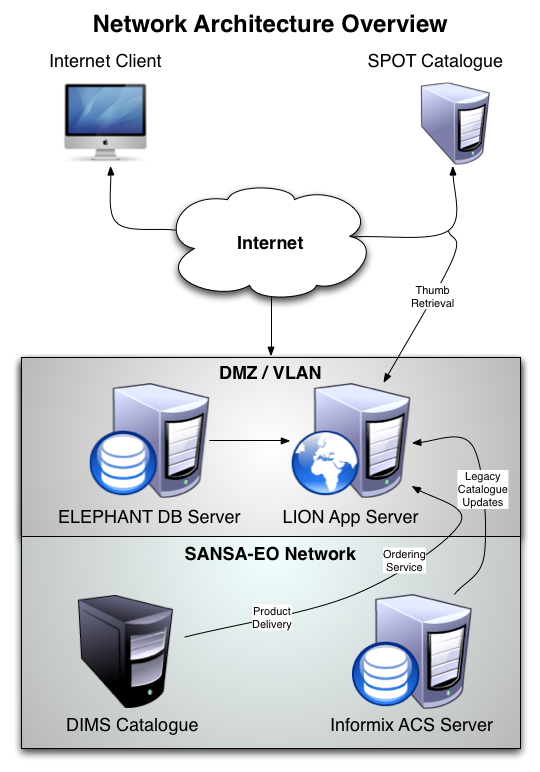 Network Architecture Overview
Internet Client
SPOT Catalogue
Internet
Thumb
Retrieval
DMZ / VLAN
ELEPHANT DB Server
LION App Server
Legacy
Catalogue
Updates
SANSA-EO Network
Ordering
Service
Product
Delivery
DIMS Catalogue
Informix ACS Server